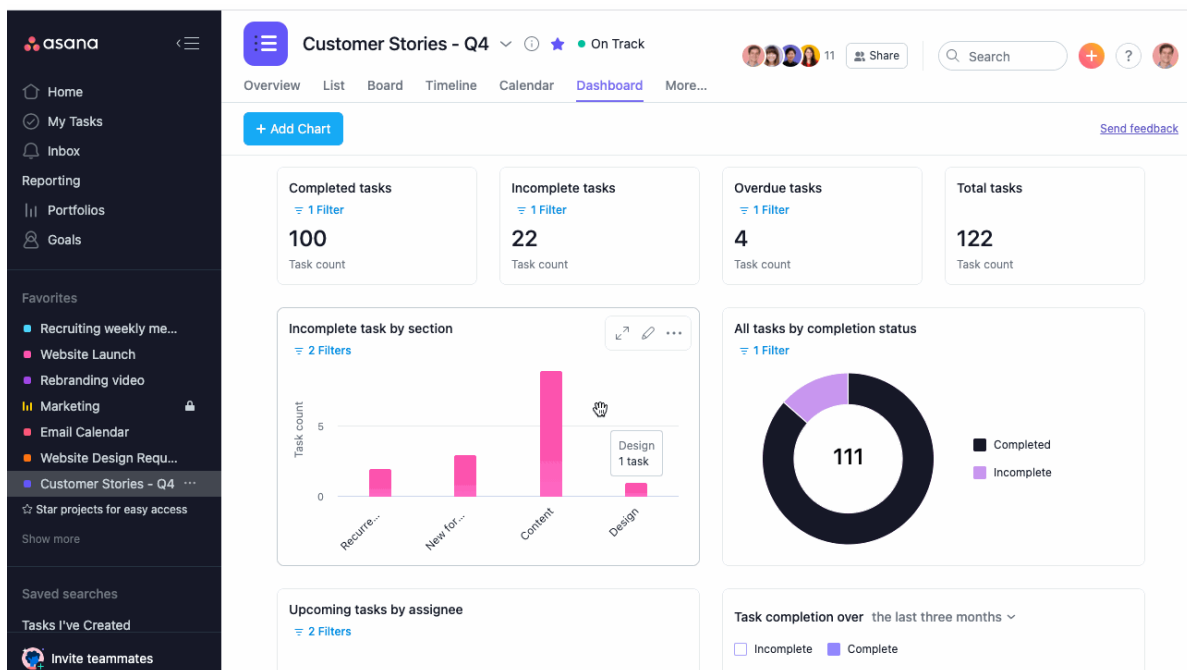 asana
Home
My Tasks
Inbox
Reporting
Portfolios
Goals
Favorites
Recruiting weekly me...
Website Launch
Rebranding video
Marketing
Email Calendar
Website Design Requ...
Customer Stories - Q4 ...
Star projects for easy access
Show more
Saved searches
Tasks I've Created
Invite teammates
Customer Stories - Q4
On Track
11
Share
Search
?
Overview List Board Timeline Calendar Dashboard More...
+ Add Chart
Send feedback
Completed tasks
1 Filter
100
Task count
Incomplete tasks
1 Filter
22
Task count
Overdue tasks
1 Filter
4
Task count
Total tasks
122
Task count
Incomplete task by section
2 Filters
Task count
5
0
Design
1 task
Recurre...
New for...
Content
Design
All tasks by completion status
1 Filter
111
Completed
Incomplete
Upcoming tasks by assignee
2 Filters
Task completion over the last three months
Incomplete Complete